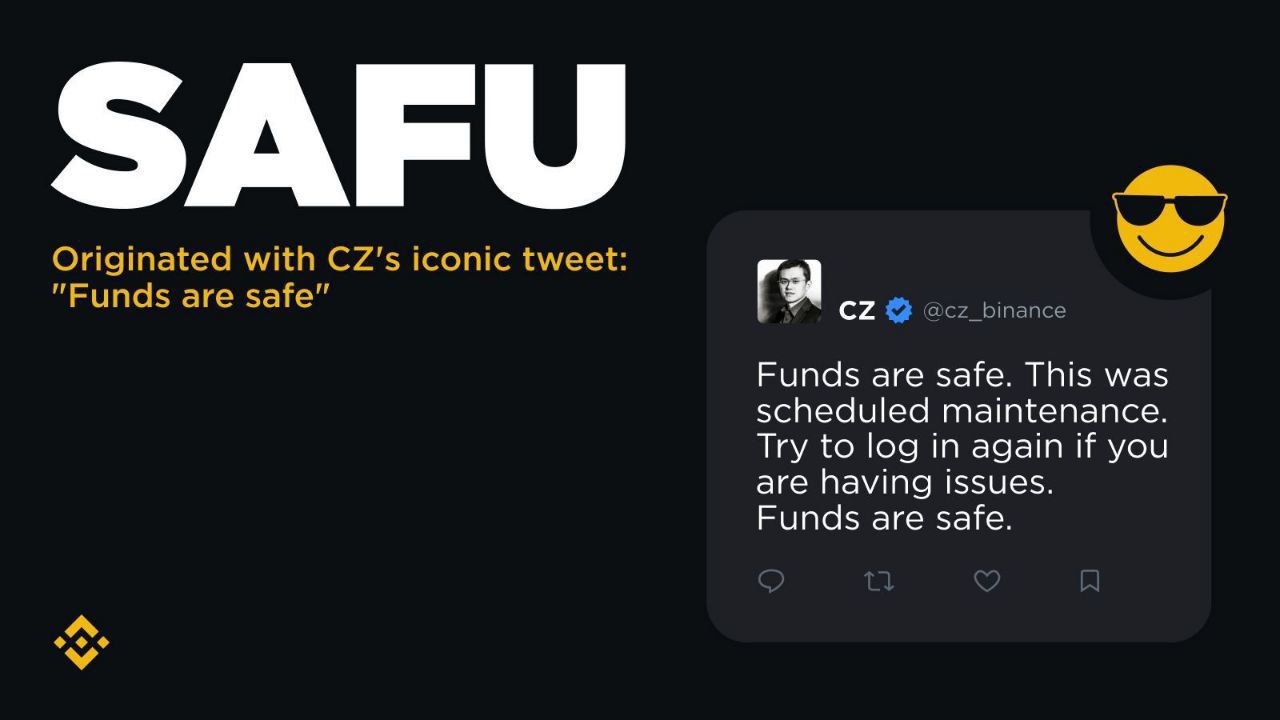 SAFU
Originated with CZ's iconic tweet:
"Funds are safe"
CZ @cz_binance
Funds are safe. This was
scheduled maintenance.
Try to log in again if you
are having issues.
Funds are safe.